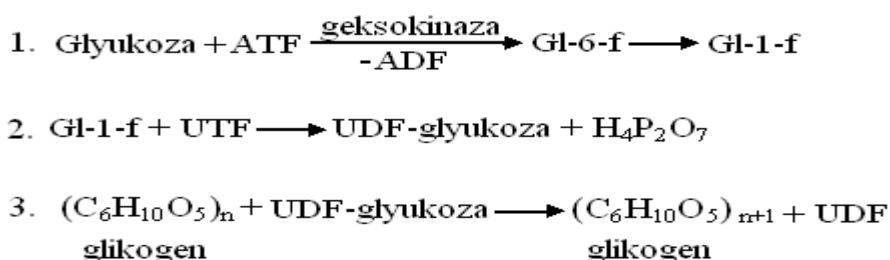 1. Glyukoza + ATF geksokinaza -ADF → Gl-6-f → Gl-1-f
2. Gl-1-f + UTF → UDF-glyukoza + H₄P₂O₇
3. (C₆H₁₀O₅)ₙ + UDF-glyukoza → (C₆H₁₀O₅) ₙ₊₁ + UDF
glikogen glikogen